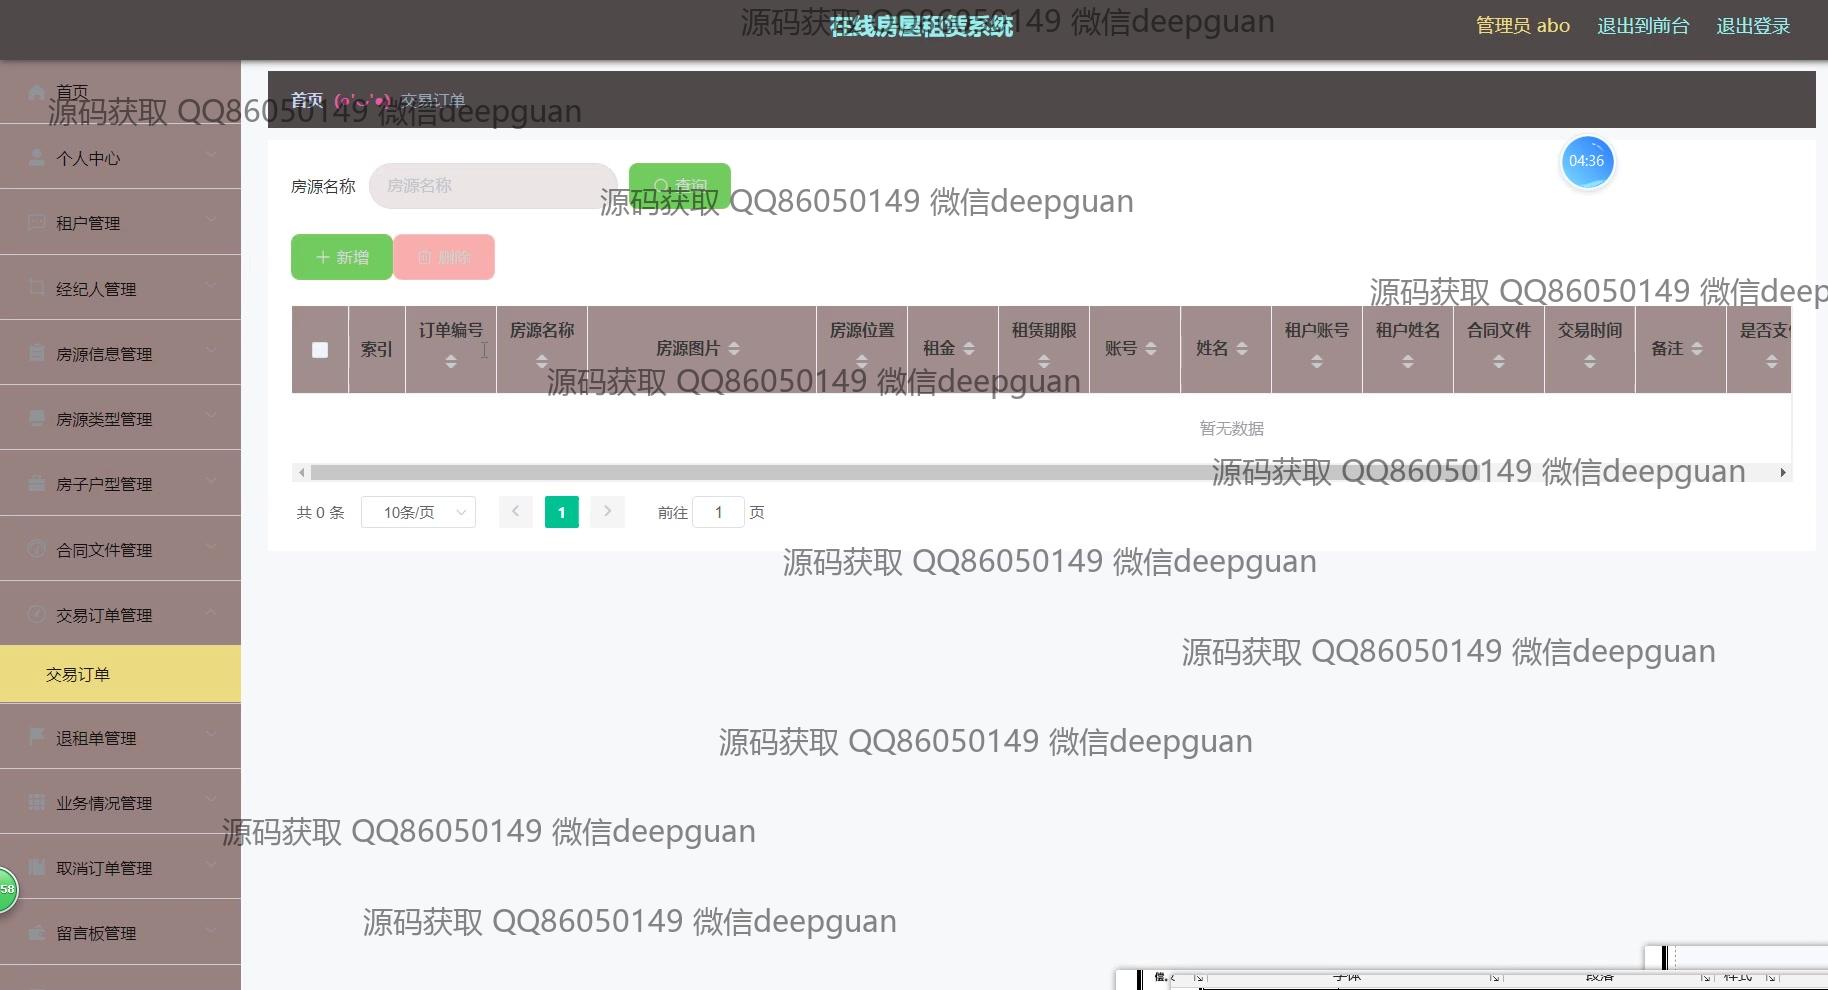 在线房屋租赁系统
源码获取 QQ86050149 微信deepguan
管理员 abo
退出到前台
退出登录
首页
首页 (●'◡'●) 交易订单
源码获取 QQ86050149 微信deepguan
个人中心
04:36
房源名称
房源名称
查询
源码获取 QQ86050149 微信deepguan
租户管理
新增
删除
经纪人管理
源码获取 QQ86050149 微信deep
索引
订单编号
房源名称
房源图片
房源位置
租金
租赁期限
账号
姓名
租户账号
租户姓名
合同文件
交易时间
备注
是否支
房源信息管理
源码获取 QQ86050149 微信deepguan
房源类型管理
暂无数据
源码获取 QQ86050149 微信deepguan
房子户型管理
共 0 条
10条/页
1
前往 1 页
合同文件管理
源码获取 QQ86050149 微信deepguan
交易订单管理
源码获取 QQ86050149 微信deepguan
交易订单
退租单管理
源码获取 QQ86050149 微信deepguan
业务情况管理
源码获取 QQ86050149 微信deepguan
取消订单管理
58
留言板管理
源码获取 QQ86050149 微信deepguan
字体
段落
样式